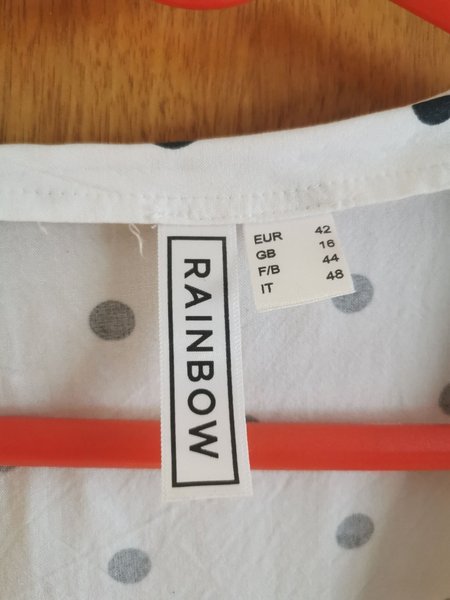 RAINBOW
EUR 42
GB 16
F/B 44
IT 48